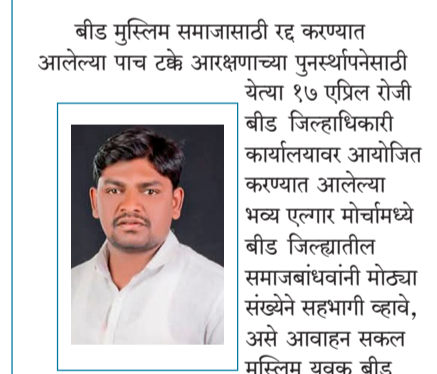 बीड मुस्लिम समाजासाठी रद्द करण्यात
आलेल्या पाच टक्के आरक्षणाच्या पुनर्स्थापनेसाठी
येत्या १७ एप्रिल रोजी
बीड जिल्हाधिकारी
कार्यालयावर आयोजित
करण्यात आलेल्या
भव्य एल्गार मोर्चामध्ये
बीड जिल्ह्यातील
समाजबांधवांनी मोठ्या
संख्येने सहभागी व्हावे,
असे आवाहन सकल
मुस्लिम युवक बीड